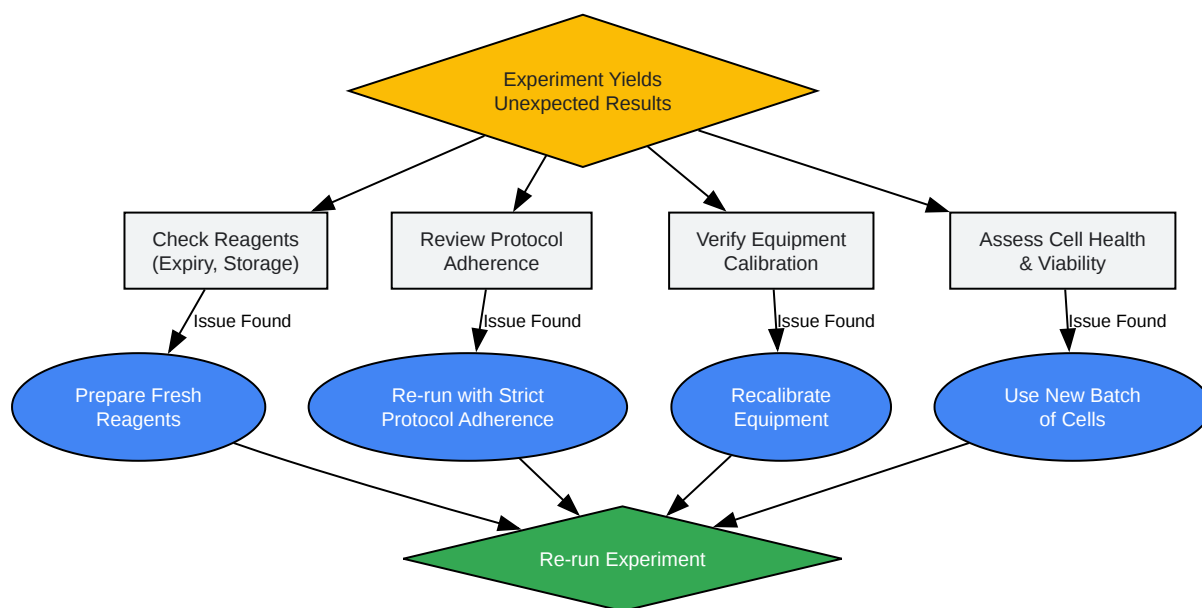 Experiment Yields
Unexpected Results
Check Reagents
(Expiry, Storage)
Review Protocol
Adherence
Verify Equipment
Calibration
Assess Cell Health
& Viability
Issue Found
Issue Found
Issue Found
Issue Found
Prepare Fresh
Reagents
Re-run with Strict
Protocol Adherence
Recalibrate
Equipment
Use New Batch
of Cells
Re-run Experiment